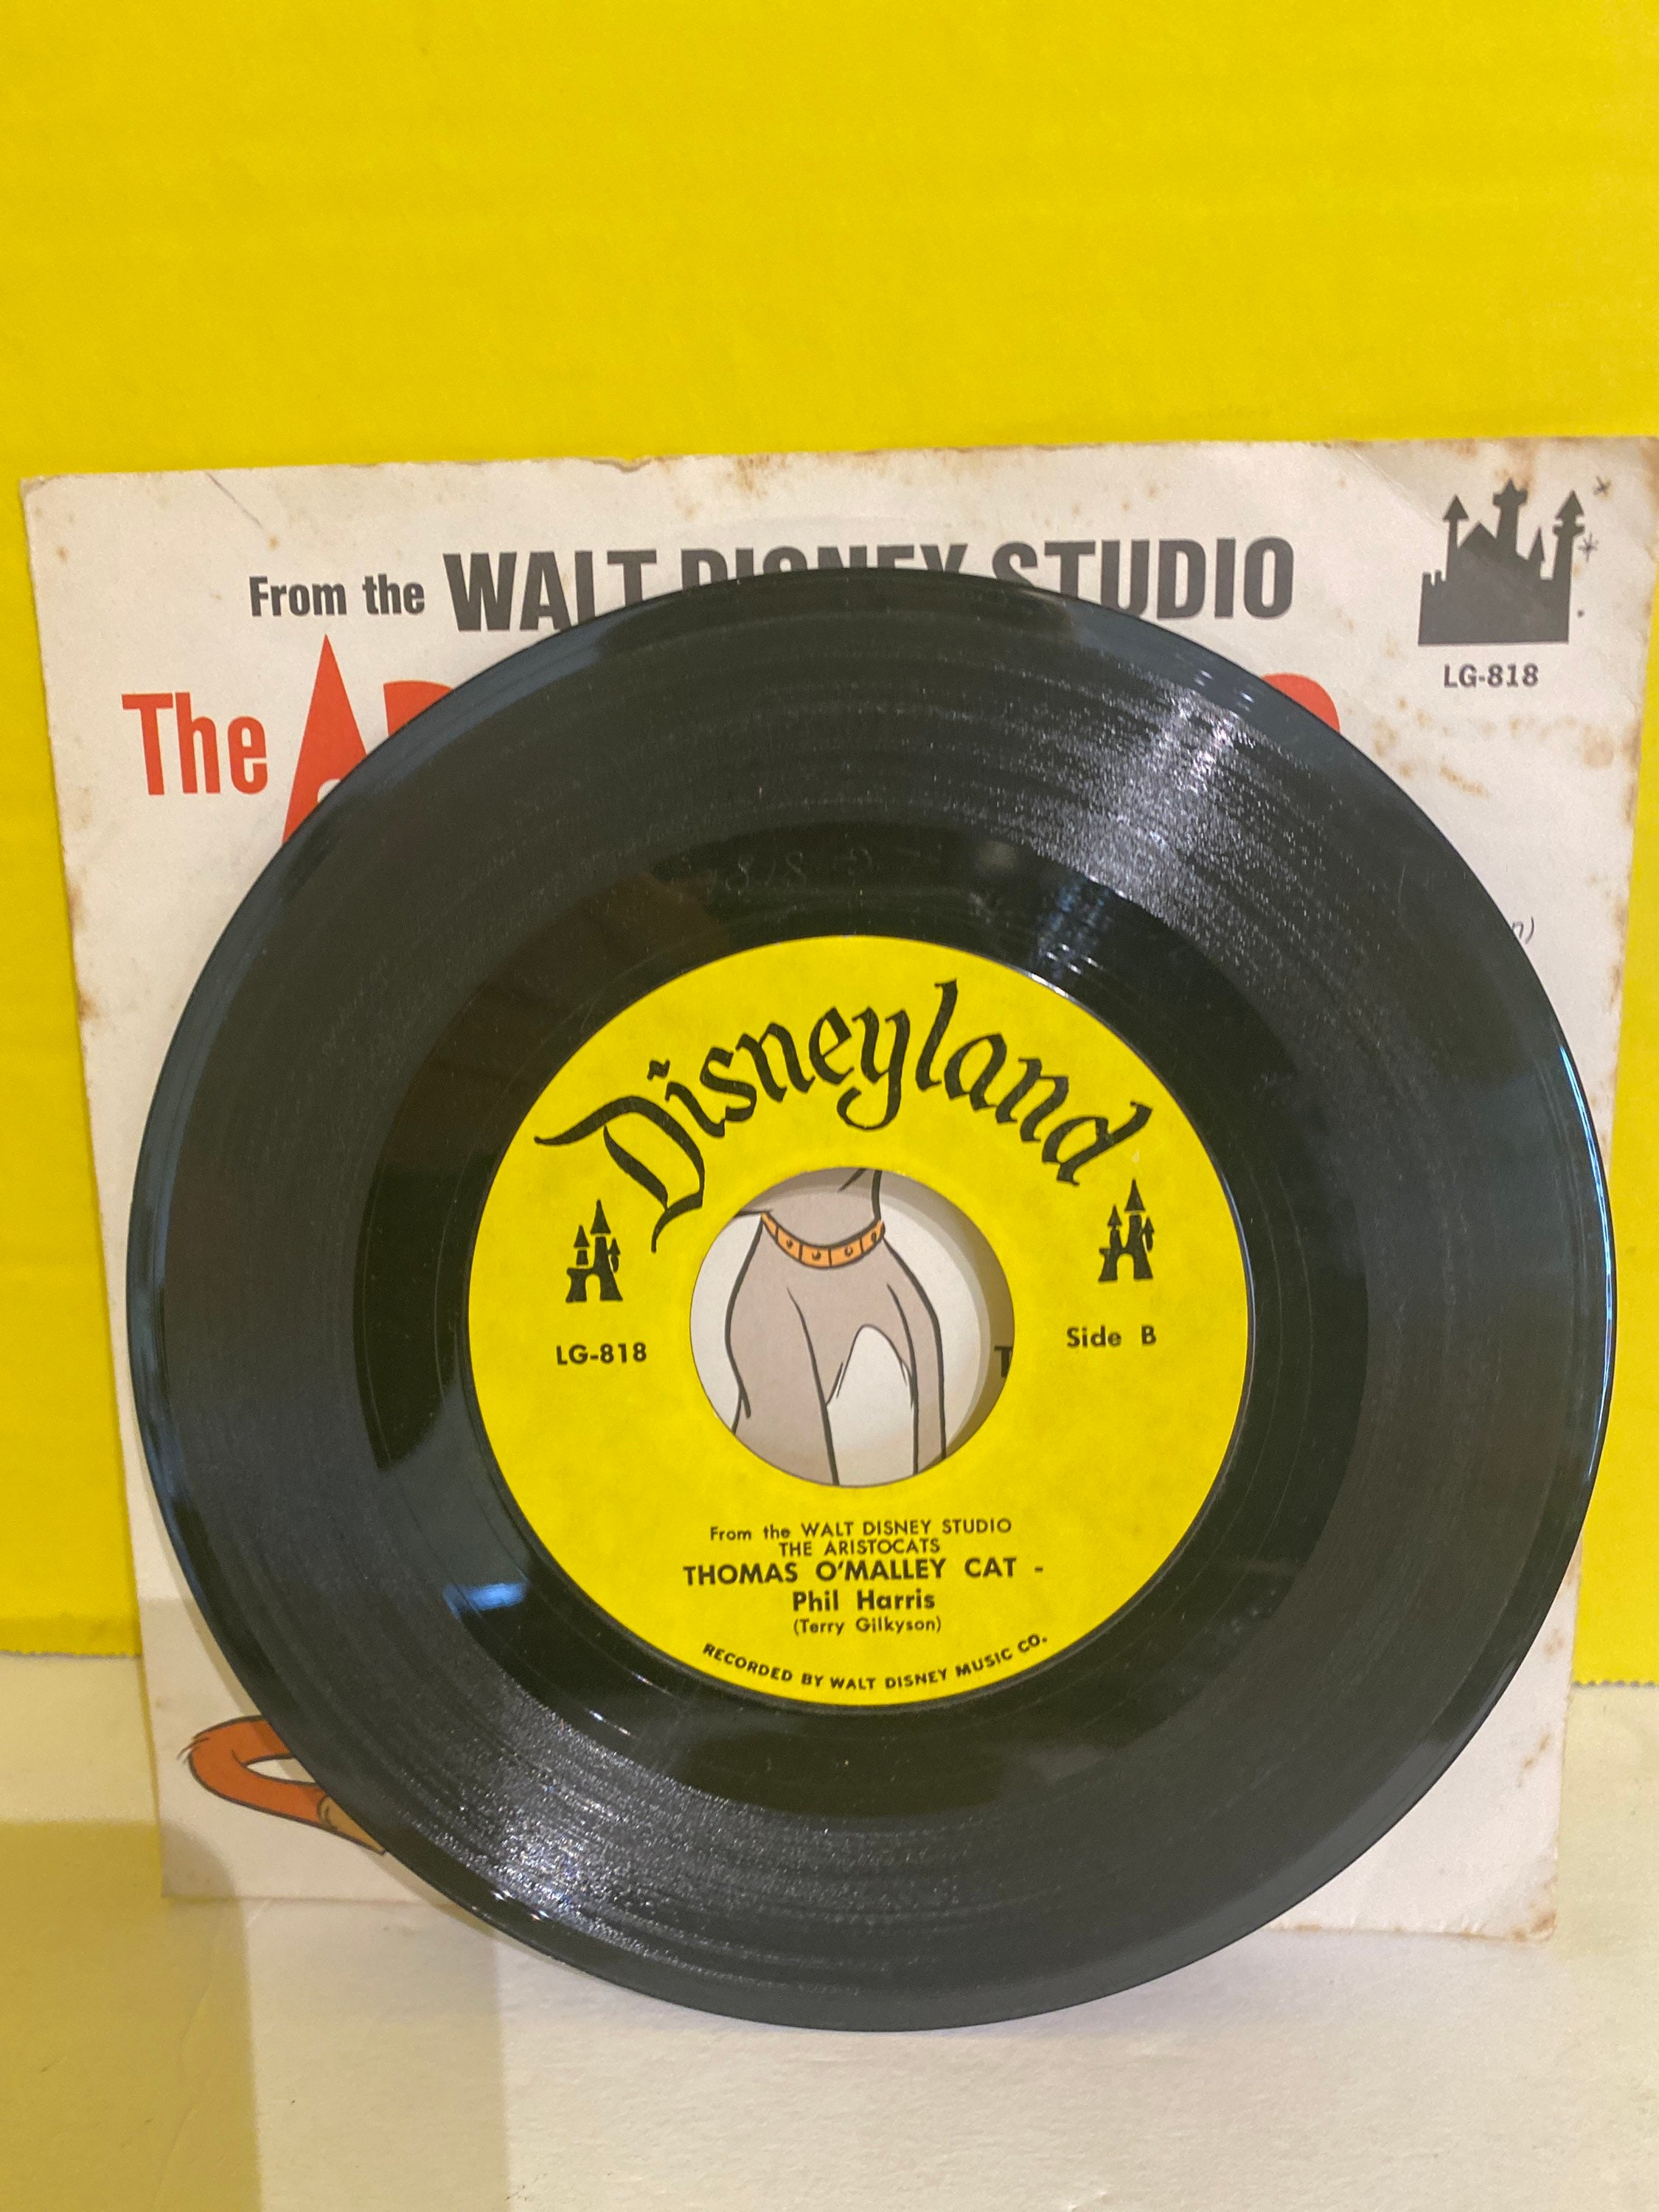 From the WALT DISNEY STUDIO
LG-818
The
Disneyland
LG-818
Side B
From the WALT DISNEY STUDIO
THE ARISTOCATS
THOMAS O'MALLEY CAT -
Phil Harris
(Terry Gilkyson)
RECORDED BY WALT DISNEY MUSIC CO.